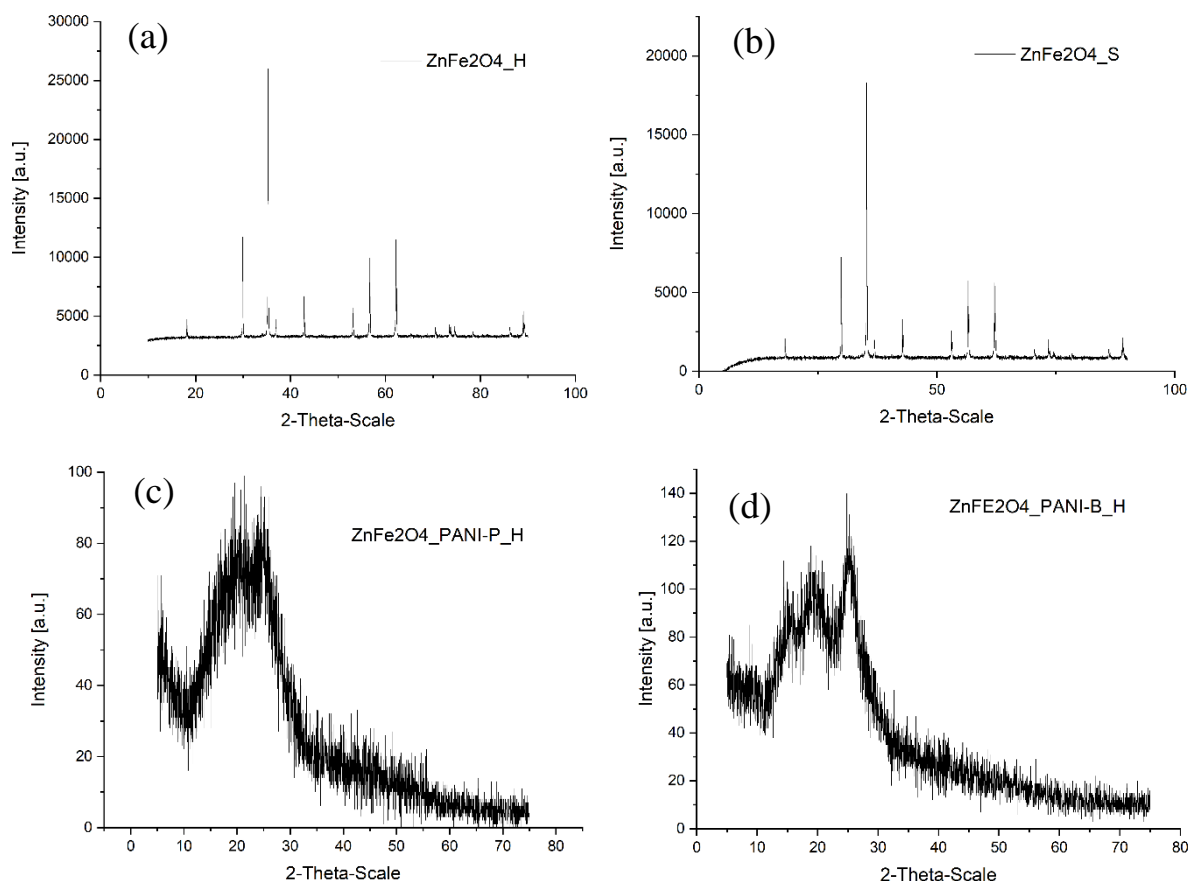 (a)
ZnFe2O4_H
Intensity [a.u.]
30000
25000
20000
15000
10000
5000
0
0 20 40 60 80 100
2-Theta-Scale
(b)
ZnFe2O4_S
Intensity [a.u.]
20000
15000
10000
5000
0
0 50 100
2-Theta-Scale
(c)
ZnFe2O4_PANI-P_H
Intensity [a.u.]
100
80
60
40
20
0
0 10 20 30 40 50 60 70 80
2-Theta-Scale
(d)
ZnFE2O4_PANI-B_H
Intensity [a.u.]
140
120
100
80
60
40
20
0
0 10 20 30 40 50 60 70 80
2-Theta-Scale